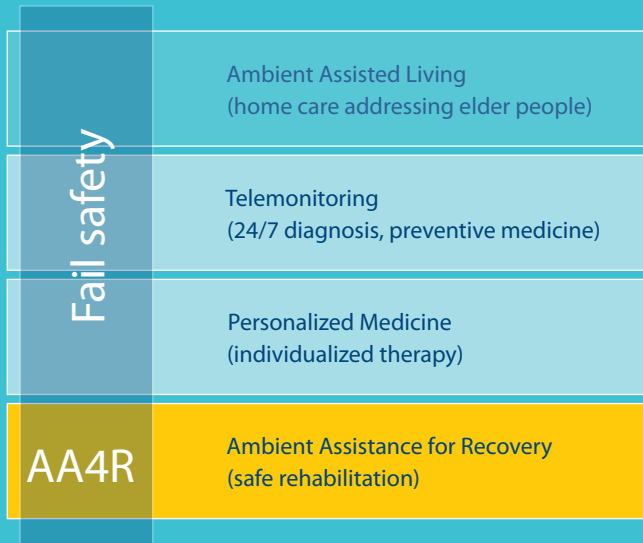 Fail safety
Ambient Assisted Living
(home care addressing elder people)
Telemonitoring
(24/7 diagnosis, preventive medicine)
Personalized Medicine
(individualized therapy)
AA4R
Ambient Assistance for Recovery
(safe rehabilitation)